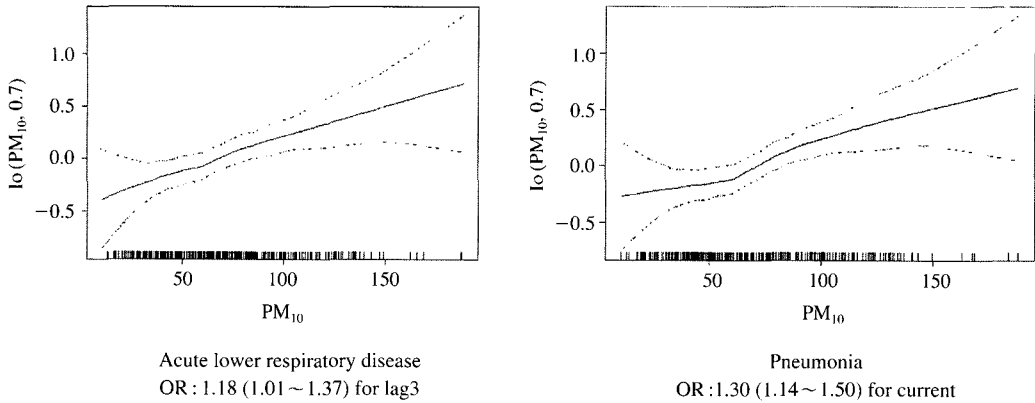 lo (PM10, 0.7)
1.0
0.5
0.0
−0.5
50
100
150
PM10
Acute lower respiratory disease
OR : 1.18 (1.01~1.37) for lag3
lo (PM10, 0.7)
1.0
0.5
0.0
−0.5
50
100
150
PM10
Pneumonia
OR :1.30 (1.14~1.50) for current